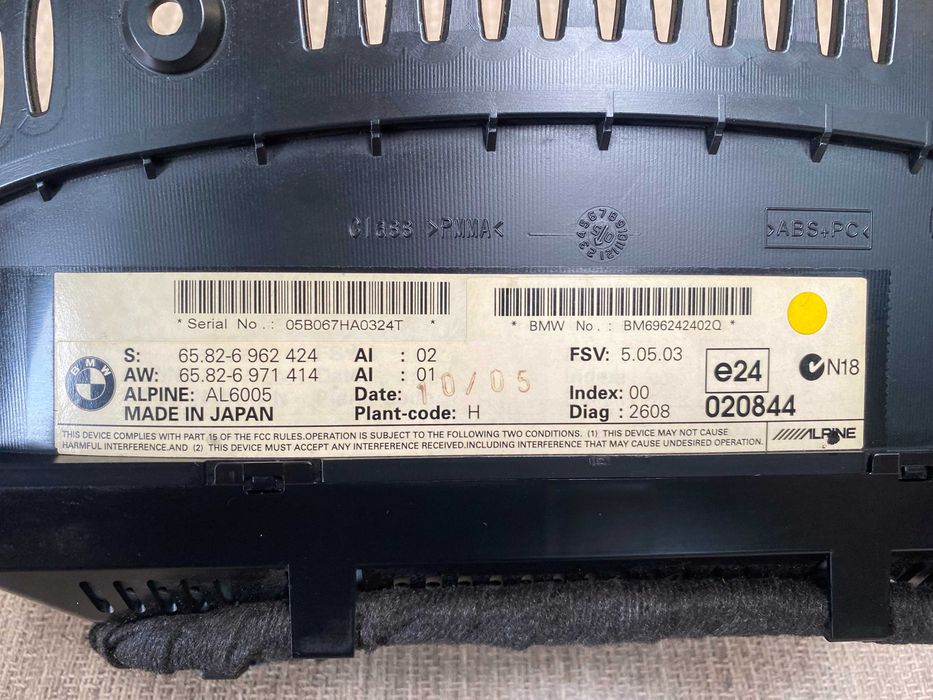 Glass >PMMA<
>ABS+PC<
*Serial No.: 05B067HA0324T *
* BMW No.: BM696242402Q *
BMW
S: 65.82-6 962 424 AI : 02 FSV: 5.05.03
AW: 65.82-6 971 414 AI : 01
ALPINE: AL6005 Date: 10/05 Index: 00
MADE IN JAPAN Plant-code: H Diag : 2608
e24
020844
N18
THIS DEVICE COMPLIES WITH PART 15 OF THE FCC RULES.OPERATION IS SUBJECT TO THE FOLLOWING TWO CONDITIONS. (1) THIS DEVICE MAY NOT CAUSE
HARMFUL INTERFERENCE.AND (2) THIS DEVICE MUST ACCEPT ANY INTERFERENCE RECEIVED.INCLUDING INTERFERENCE THAT MAY CAUSE UNDESIRED OPERATION.
ALPINE